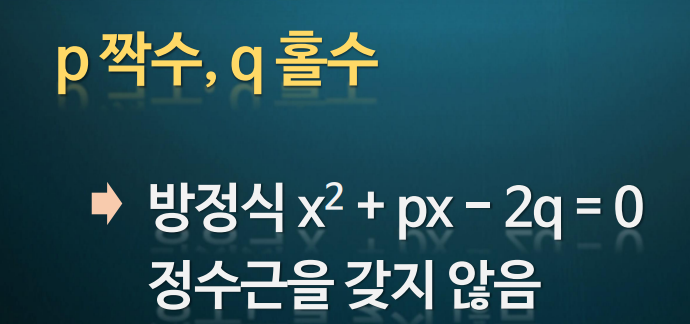 p 짝수, q 홀수
방정식 x² + px − 2q = 0
정수근을 갖지 않음